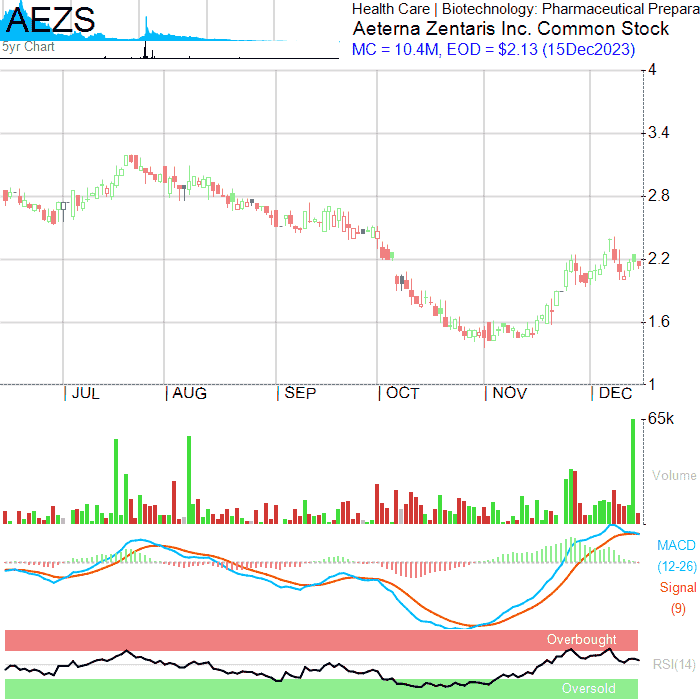 AEZS
5yr Chart
Health Care | Biotechnology: Pharmaceutical Prepara
Aeterna Zentaris Inc. Common Stock
MC = 10.4M, EOD = $2.13 (15Dec2023)
4
3.4
2.8
2.2
1.6
1
JUL AUG SEP OCT NOV DEC
65k
Volume
MACD
(12-26)
Signal
(9)
Overbought
RSI(14)
Oversold